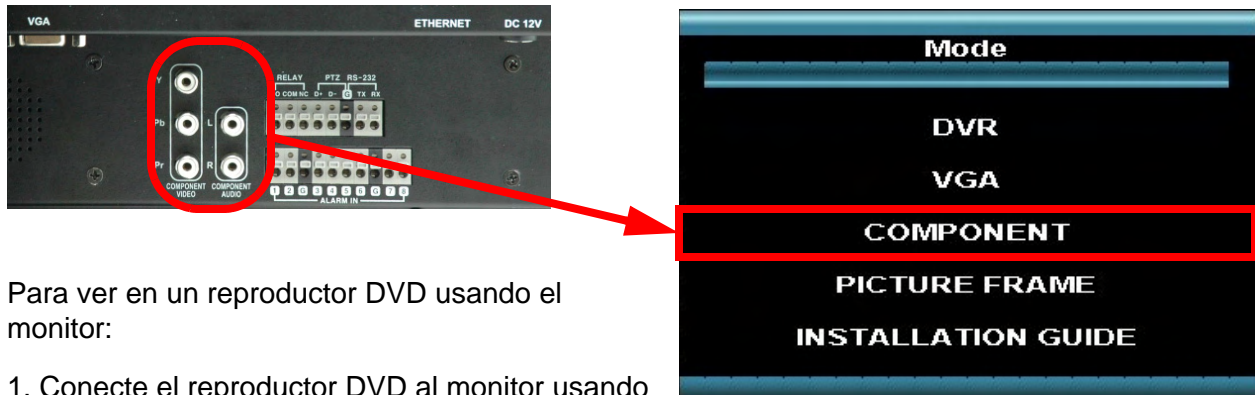 VGA
ETHERNET
DC 12V
RELAY
PTZ
RS-232
COM NC D+ D- G TX RX
Y
Pb
Pr
L
R
COMPONENT VIDEO
COMPONENT AUDIO
1 2 G 3 4 5 6 G 7 8
ALARM IN
Mode
DVR
VGA
COMPONENT
PICTURE FRAME
INSTALLATION GUIDE
Para ver en un reproductor DVD usando el
monitor:
1. Conecte el reproductor DVD al monitor usando